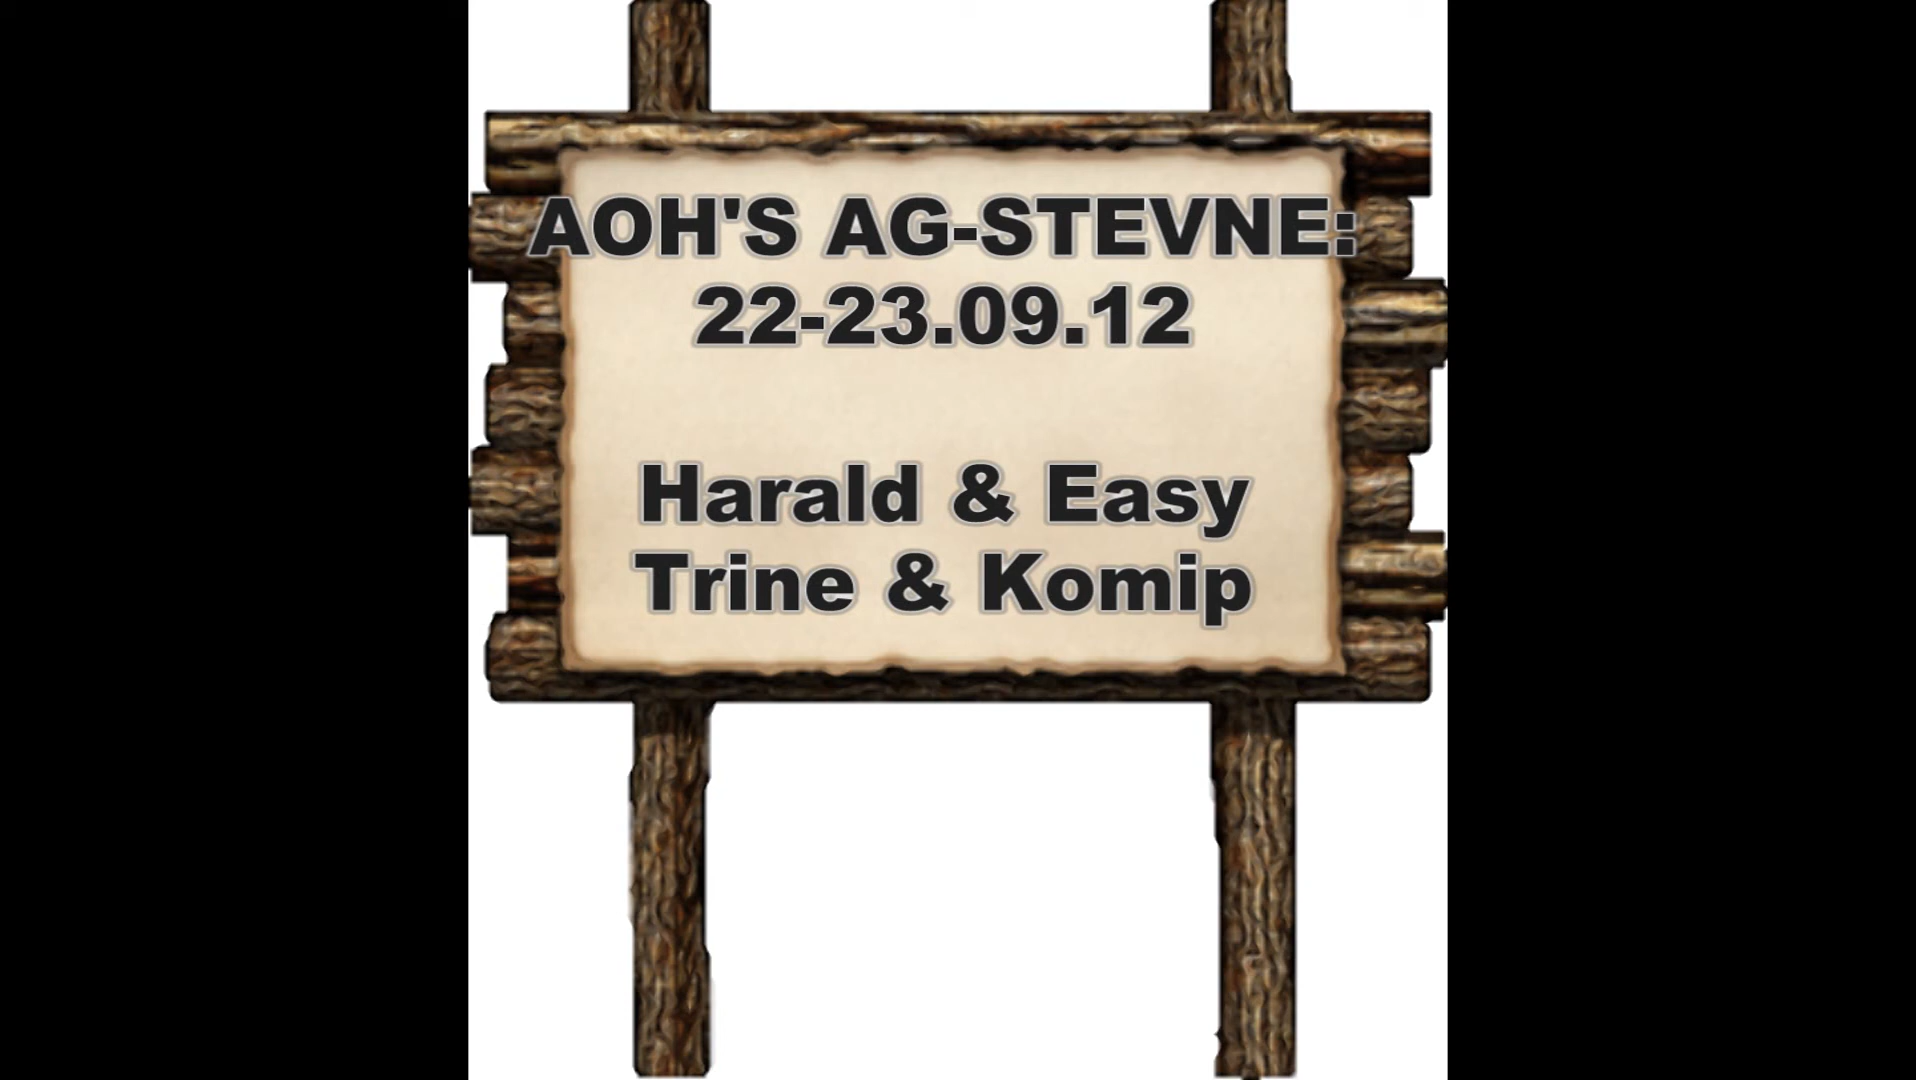 AOH'S AG-STEVNE:
22-23.09.12
Harald & Easy
Trine & Komip